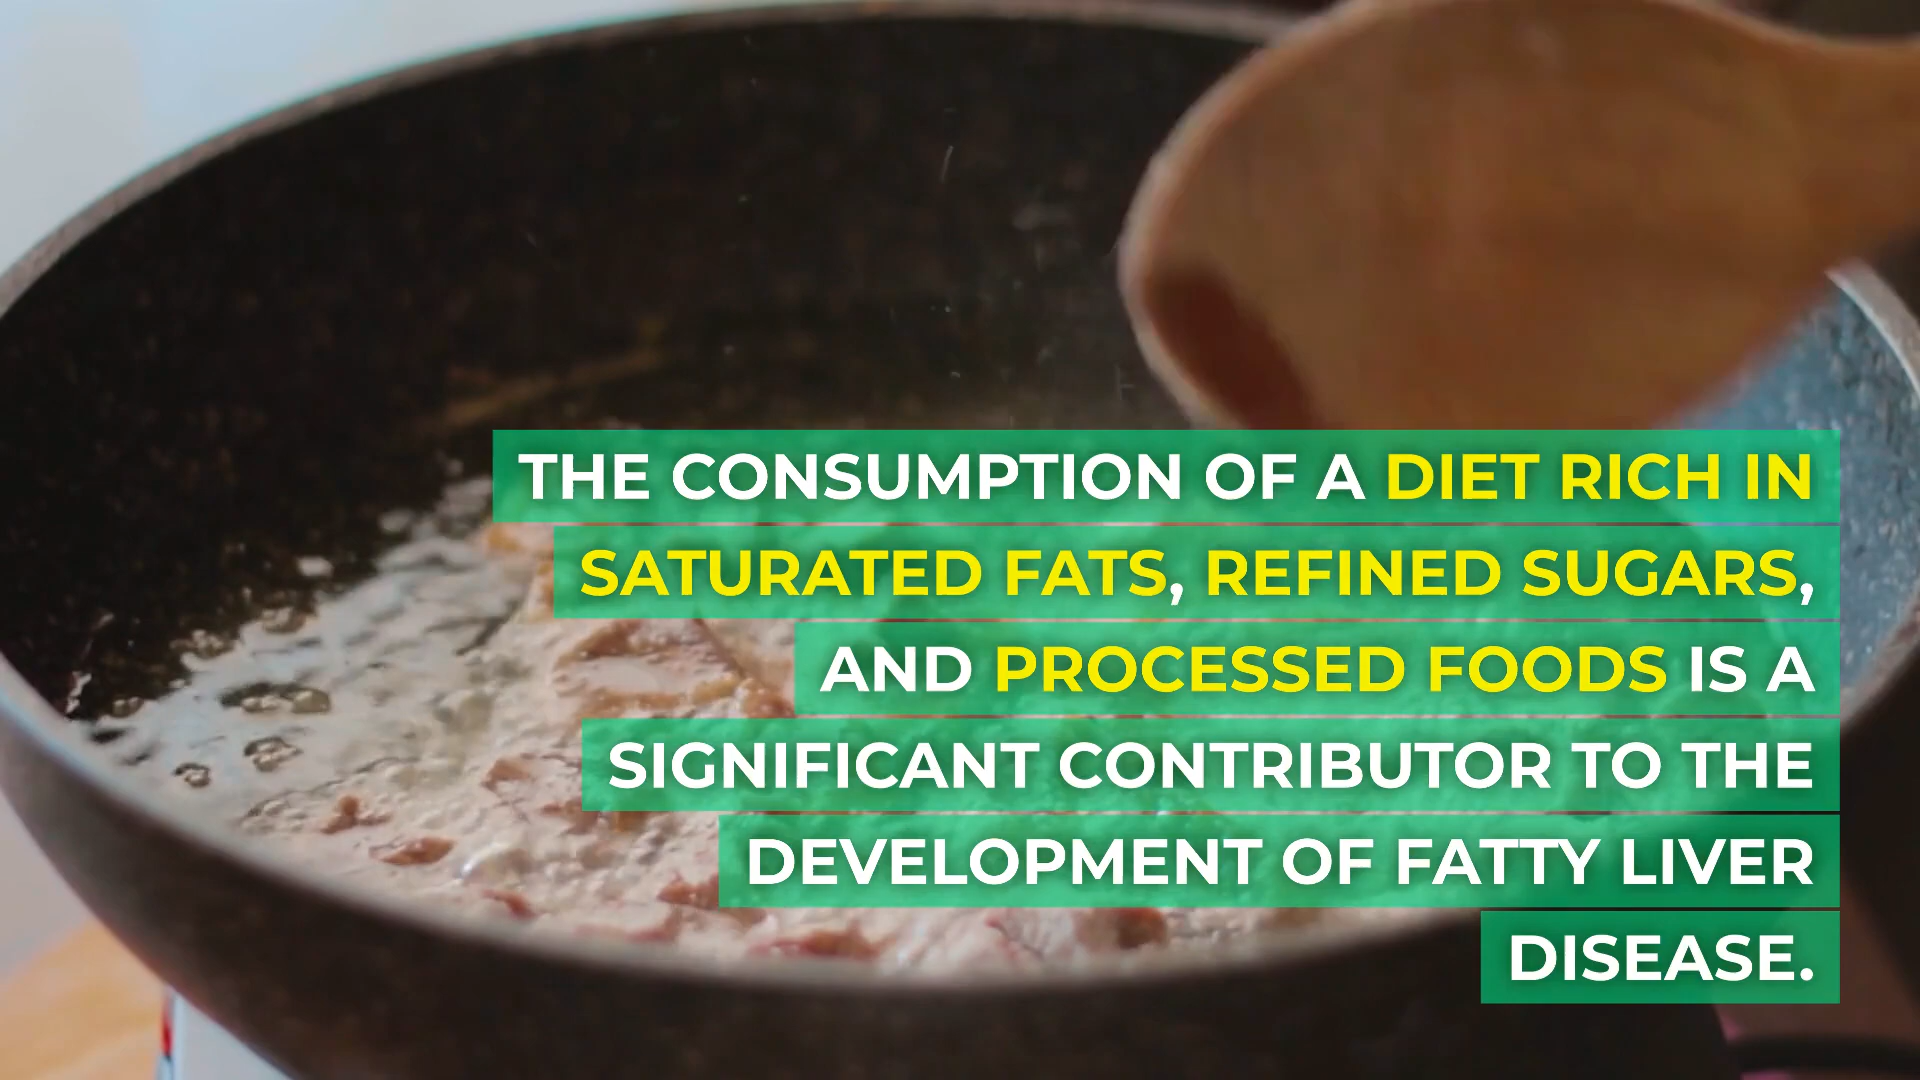 THE CONSUMPTION OF A DIET RICH IN
SATURATED FATS, REFINED SUGARS,
AND PROCESSED FOODS IS A
SIGNIFICANT CONTRIBUTOR TO THE
DEVELOPMENT OF FATTY LIVER
DISEASE.